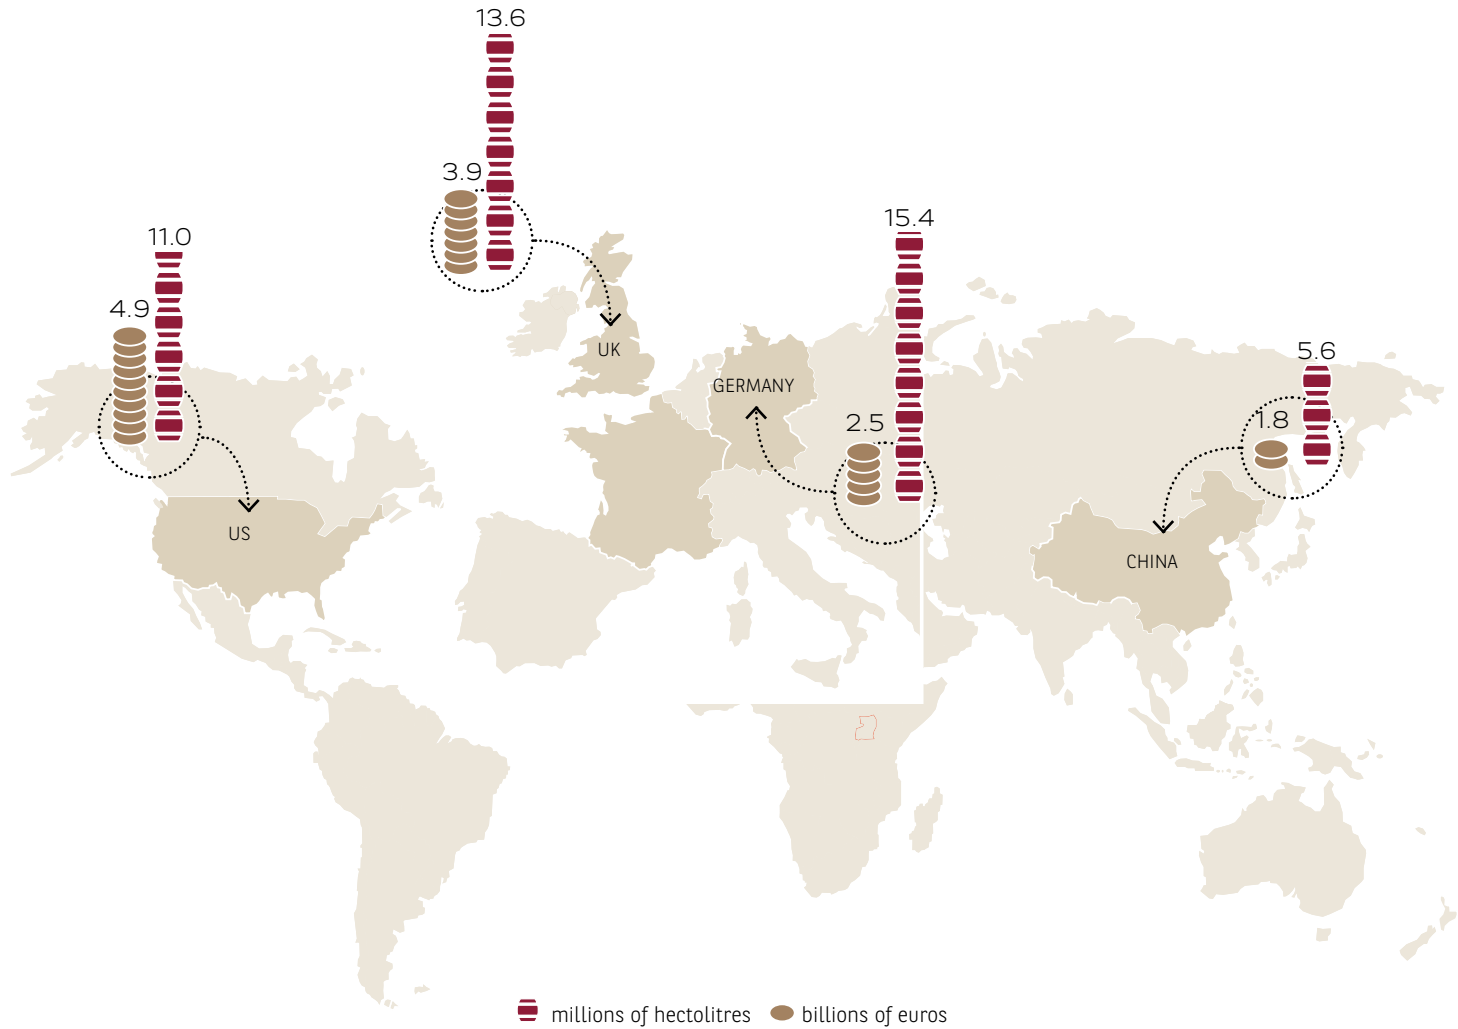 13.6
3.9
15.4
11.0
4.9
UK
5.6
GERMANY
2.5
1.8
US
CHINA
millions of hectolitres billions of euros